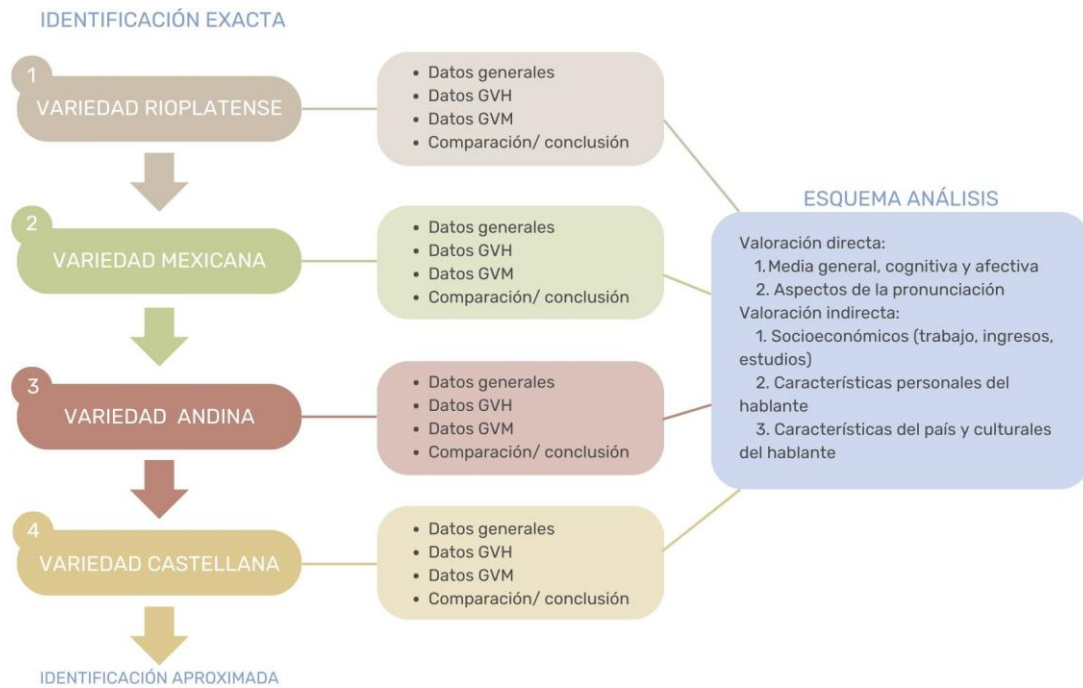 IDENTIFICACIÓN EXACTA
1
VARIEDAD RIOPLATENSE
• Datos generales
• Datos GVH
• Datos GVM
• Comparación/ conclusión
2
VARIEDAD MEXICANA
• Datos generales
• Datos GVH
• Datos GVM
• Comparación/ conclusión
3
VARIEDAD ANDINA
• Datos generales
• Datos GVH
• Datos GVM
• Comparación/ conclusión
4
VARIEDAD CASTELLANA
• Datos generales
• Datos GVH
• Datos GVM
• Comparación/ conclusión
IDENTIFICACIÓN APROXIMADA
ESQUEMA ANÁLISIS
Valoración directa:
1. Media general, cognitiva y afectiva
2. Aspectos de la pronunciación
Valoración indirecta:
1. Socioeconómicos (trabajo, ingresos,
estudios)
2. Características personales del
hablante
3. Características del país y culturales
del hablante